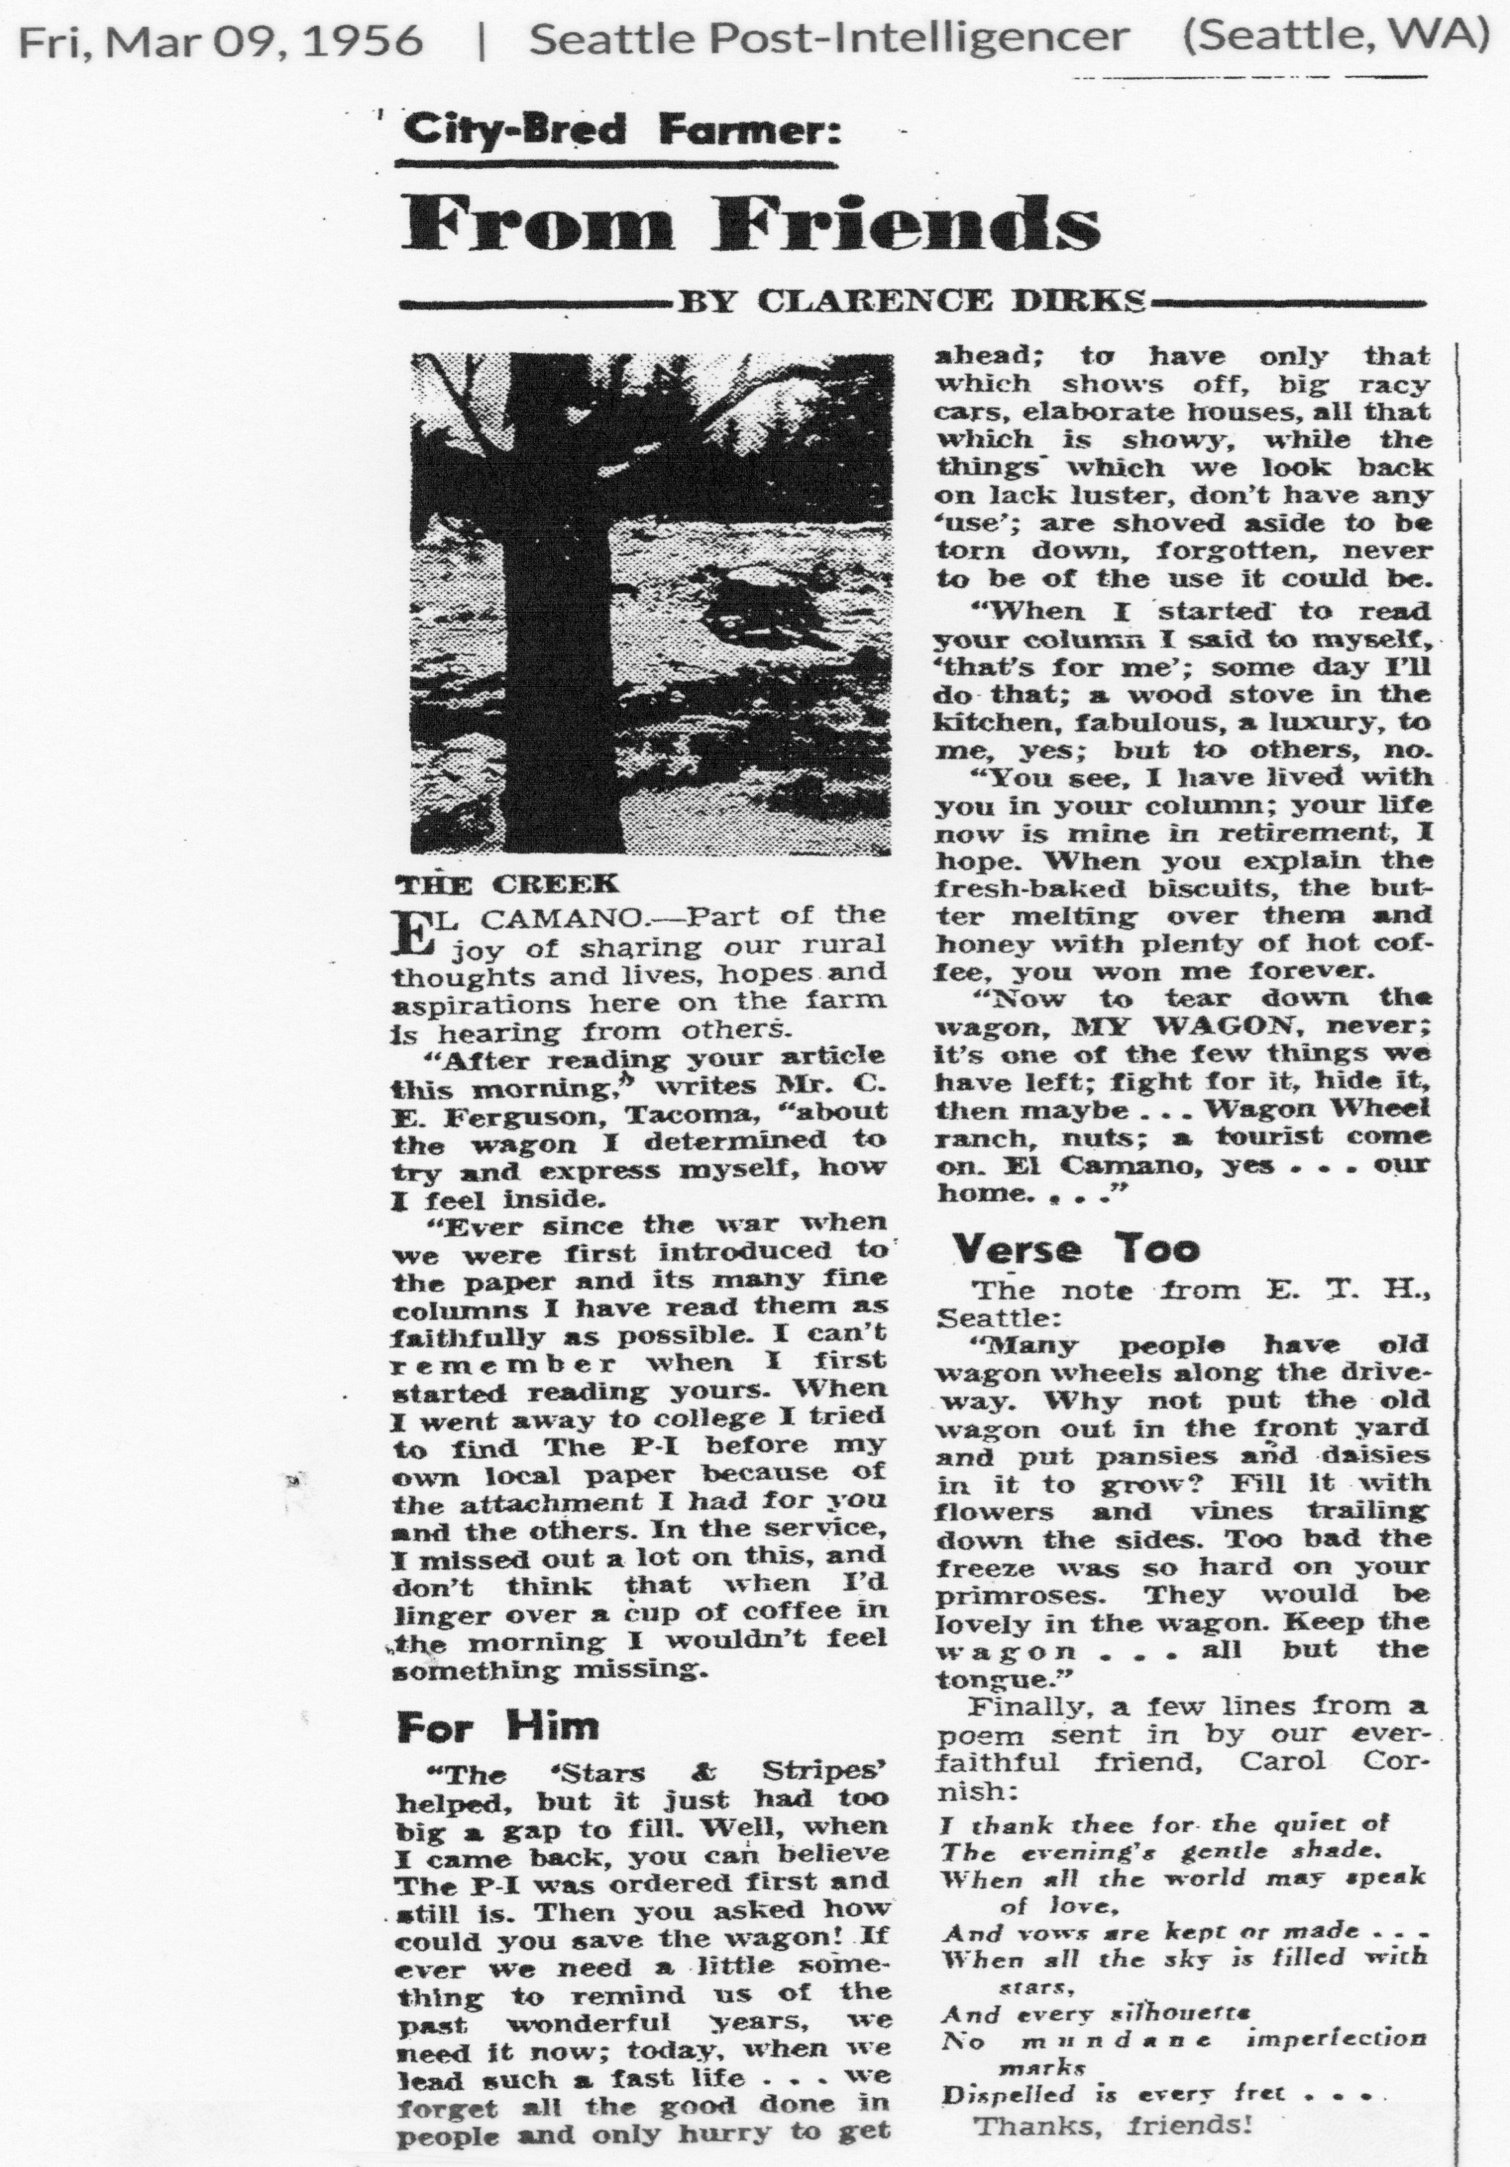 Fri, Mar 09, 1956 | Seattle Post-Intelligencer (Seattle, WA)
City-Bred Farmer:
From Friends
BY CLARENCE DIRKS
THE CREEK
EL CAMANO.—Part of the
joy of sharing our rural
thoughts and lives, hopes and
aspirations here on the farm
is hearing from others.
"After reading your article
this morning," writes Mr. C.
E. Ferguson, Tacoma, "about
the wagon I determined to
try and express myself, how
I feel inside.
"Ever since the war when
we were first introduced to
the paper and its many fine
columns I have read them as
faithfully as possible. I can't
remember when I first
started reading yours. When
I went away to college I tried
to find The P-I before my
own local paper because of
the attachment I had for you
and the others. In the service,
I missed out a lot on this, and
don't think that when I'd
linger over a cup of coffee in
the morning I wouldn't feel
something missing.
For Him
"The 'Stars & Stripes'
helped, but it just had too
big a gap to fill. Well, when
I came back, you can believe
The P-I was ordered first and
still is. Then you asked how
could you save the wagon! If
ever we need a little some-
thing to remind us of the
past wonderful years, we
need it now; today, when we
lead such a fast life . . . we
forget all the good done in
people and only hurry to get
ahead; to have only that
which shows off, big racy
cars, elaborate houses, all that
which is showy, while the
things which we look back
on lack luster, don't have any
'use'; are shoved aside to be
torn down, forgotten, never
to be of the use it could be.
"When I started to read
your column I said to myself,
'that's for me'; some day I'll
do that; a wood stove in the
kitchen, fabulous, a luxury, to
me, yes; but to others, no.
"You see, I have lived with
you in your column; your life
now is mine in retirement, I
hope. When you explain the
fresh-baked biscuits, the but-
ter melting over them and
honey with plenty of hot cof-
fee, you won me forever.
"Now to tear down the
wagon, MY WAGON, never;
it's one of the few things we
have left; fight for it, hide it,
then maybe . . . Wagon Wheel
ranch, nuts; a tourist come
on. El Camano, yes . . . our
home. . . ."
Verse Too
The note from E. T. H.,
Seattle:
"Many people have old
wagon wheels along the drive-
way. Why not put the old
wagon out in the front yard
and put pansies and daisies
in it to grow? Fill it with
flowers and vines trailing
down the sides. Too bad the
freeze was so hard on your
primroses. They would be
lovely in the wagon. Keep the
wagon . . . all but the
tongue."
Finally, a few lines from a
poem sent in by our ever-
faithful friend, Carol Cor-
nish:
I thank thee for the quiet of
The evening's gentle shade.
When all the world may speak
of love,
And vows are kept or made . . .
When all the sky is filled with
stars,
And every silhouette
No mundane imperfection
marks
Dispelled is every fret . . . .
Thanks, friends!